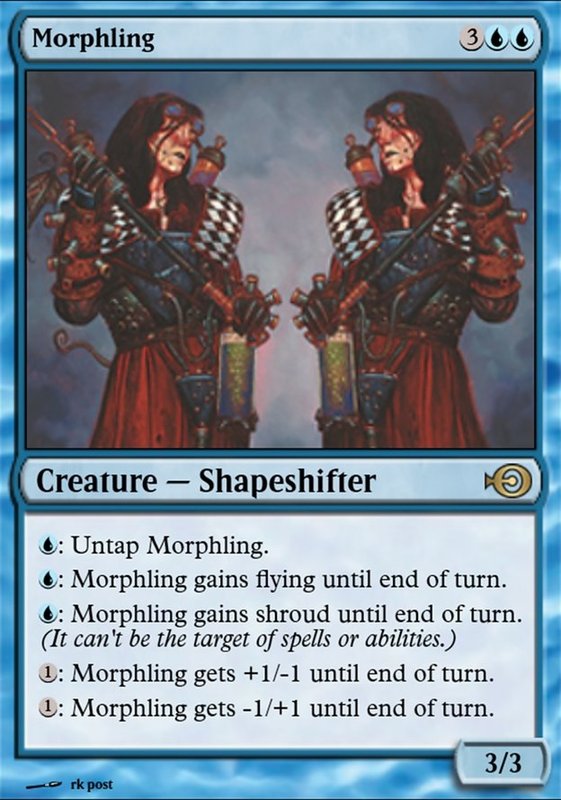 Morphling 3
Creature — Shapeshifter
: Untap Morphling.
: Morphling gains flying until end of turn.
: Morphling gains shroud until end of turn.
(It can't be the target of spells or abilities.)
1: Morphling gets +1/-1 until end of turn.
1: Morphling gets -1/+1 until end of turn.
3/3
rk post